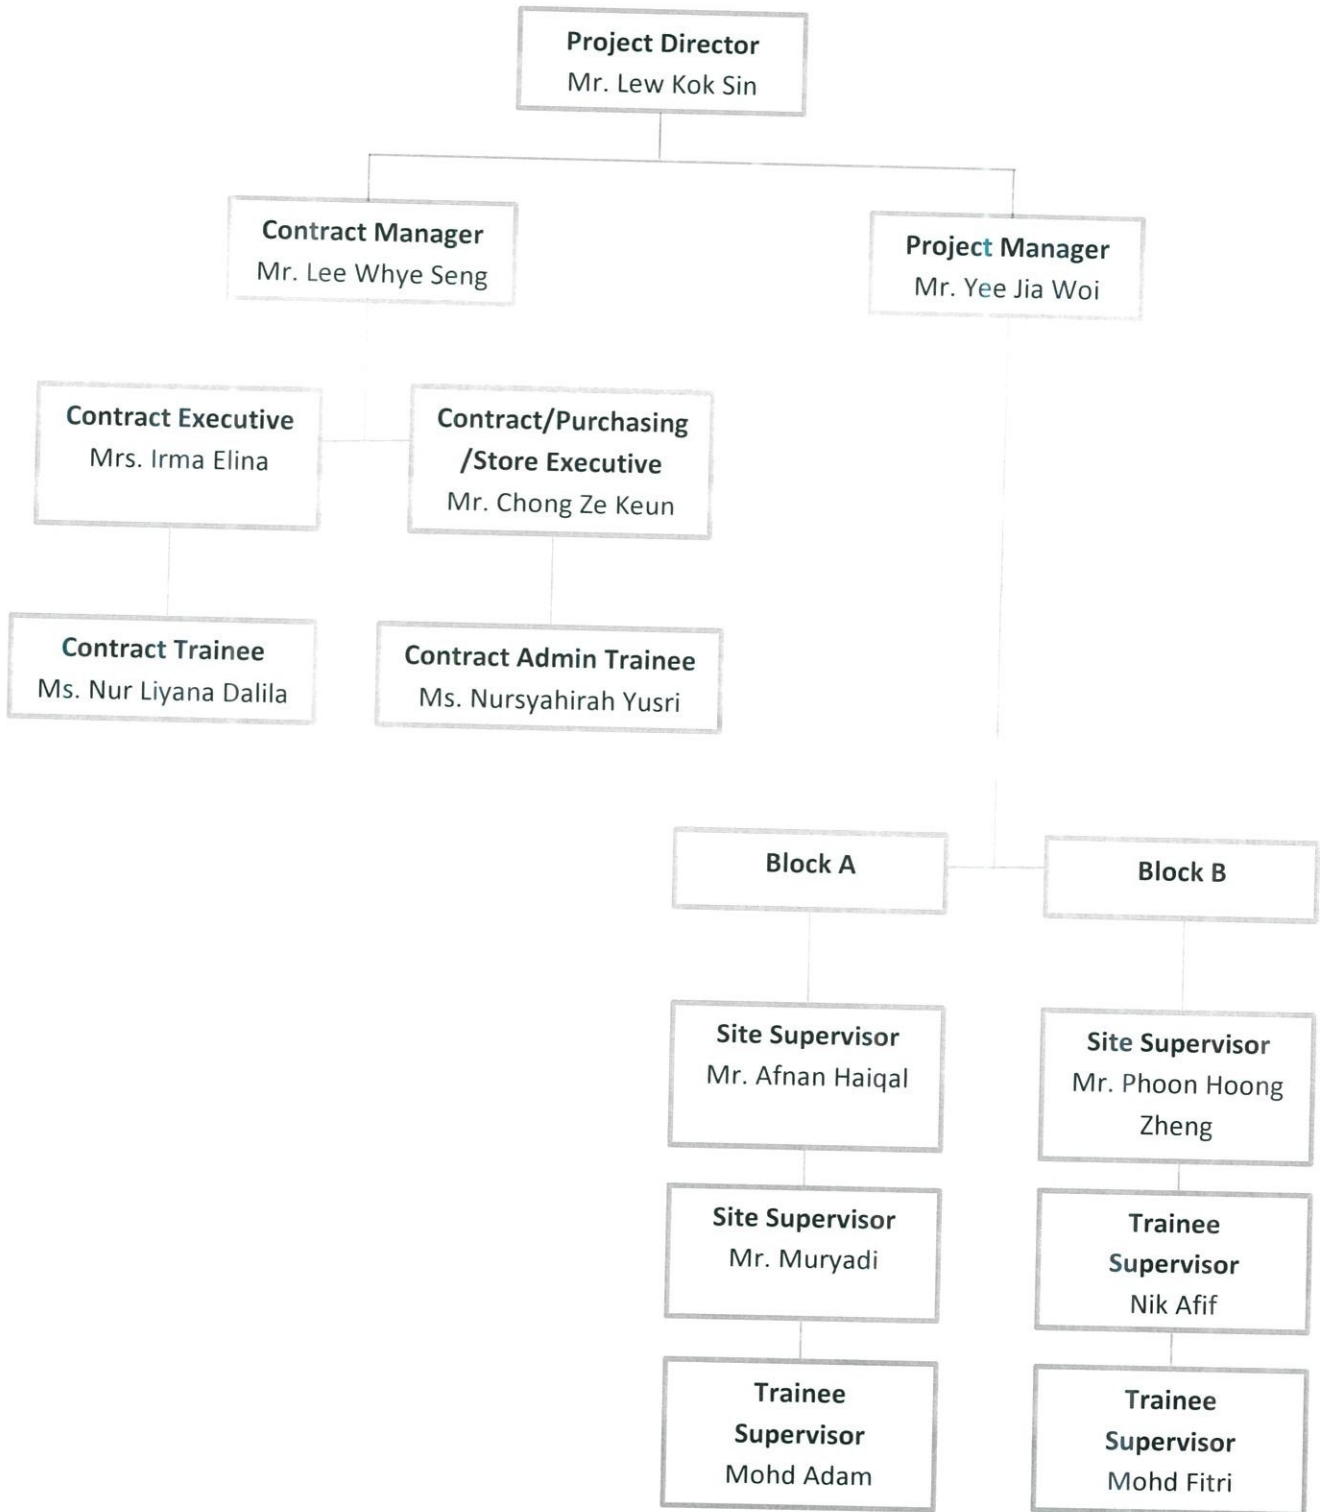 Project Director
Mr. Lew Kok Sin
Contract Manager
Mr. Lee Whye Seng
Project Manager
Mr. Yee Jia Woi
Contract Executive
Mrs. Irma Elina
Contract/Purchasing
/Store Executive
Mr. Chong Ze Keun
Contract Trainee
Ms. Nur Liyana Dalila
Contract Admin Trainee
Ms. Nursyahirah Yusri
Block A
Block B
Site Supervisor
Mr. Afnan Haiqal
Site Supervisor
Mr. Phoon Hoong
Zheng
Site Supervisor
Mr. Muryadi
Trainee
Supervisor
Nik Afif
Trainee
Supervisor
Mohd Adam
Trainee
Supervisor
Mohd Fitri